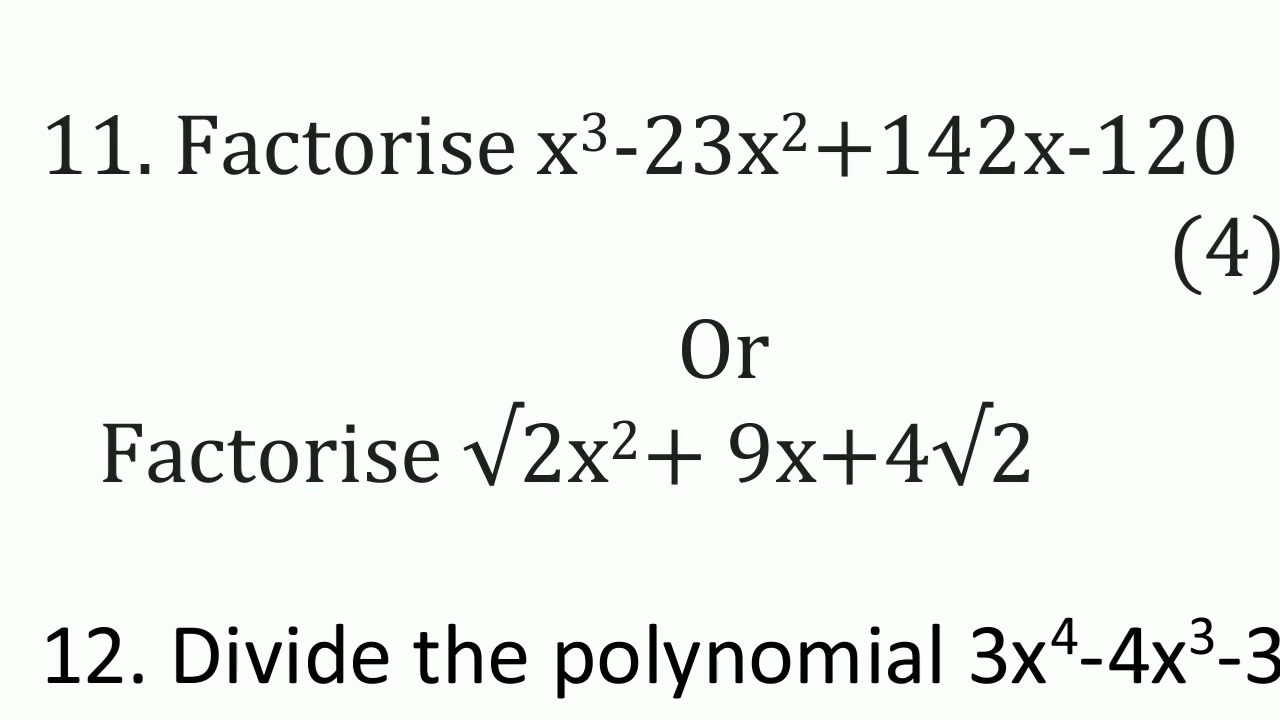 11. Factorise x³-23x²+142x-120
(4)
Or
Factorise √2x²+ 9x+4√2
12. Divide the polynomial 3x⁴-4x³-3